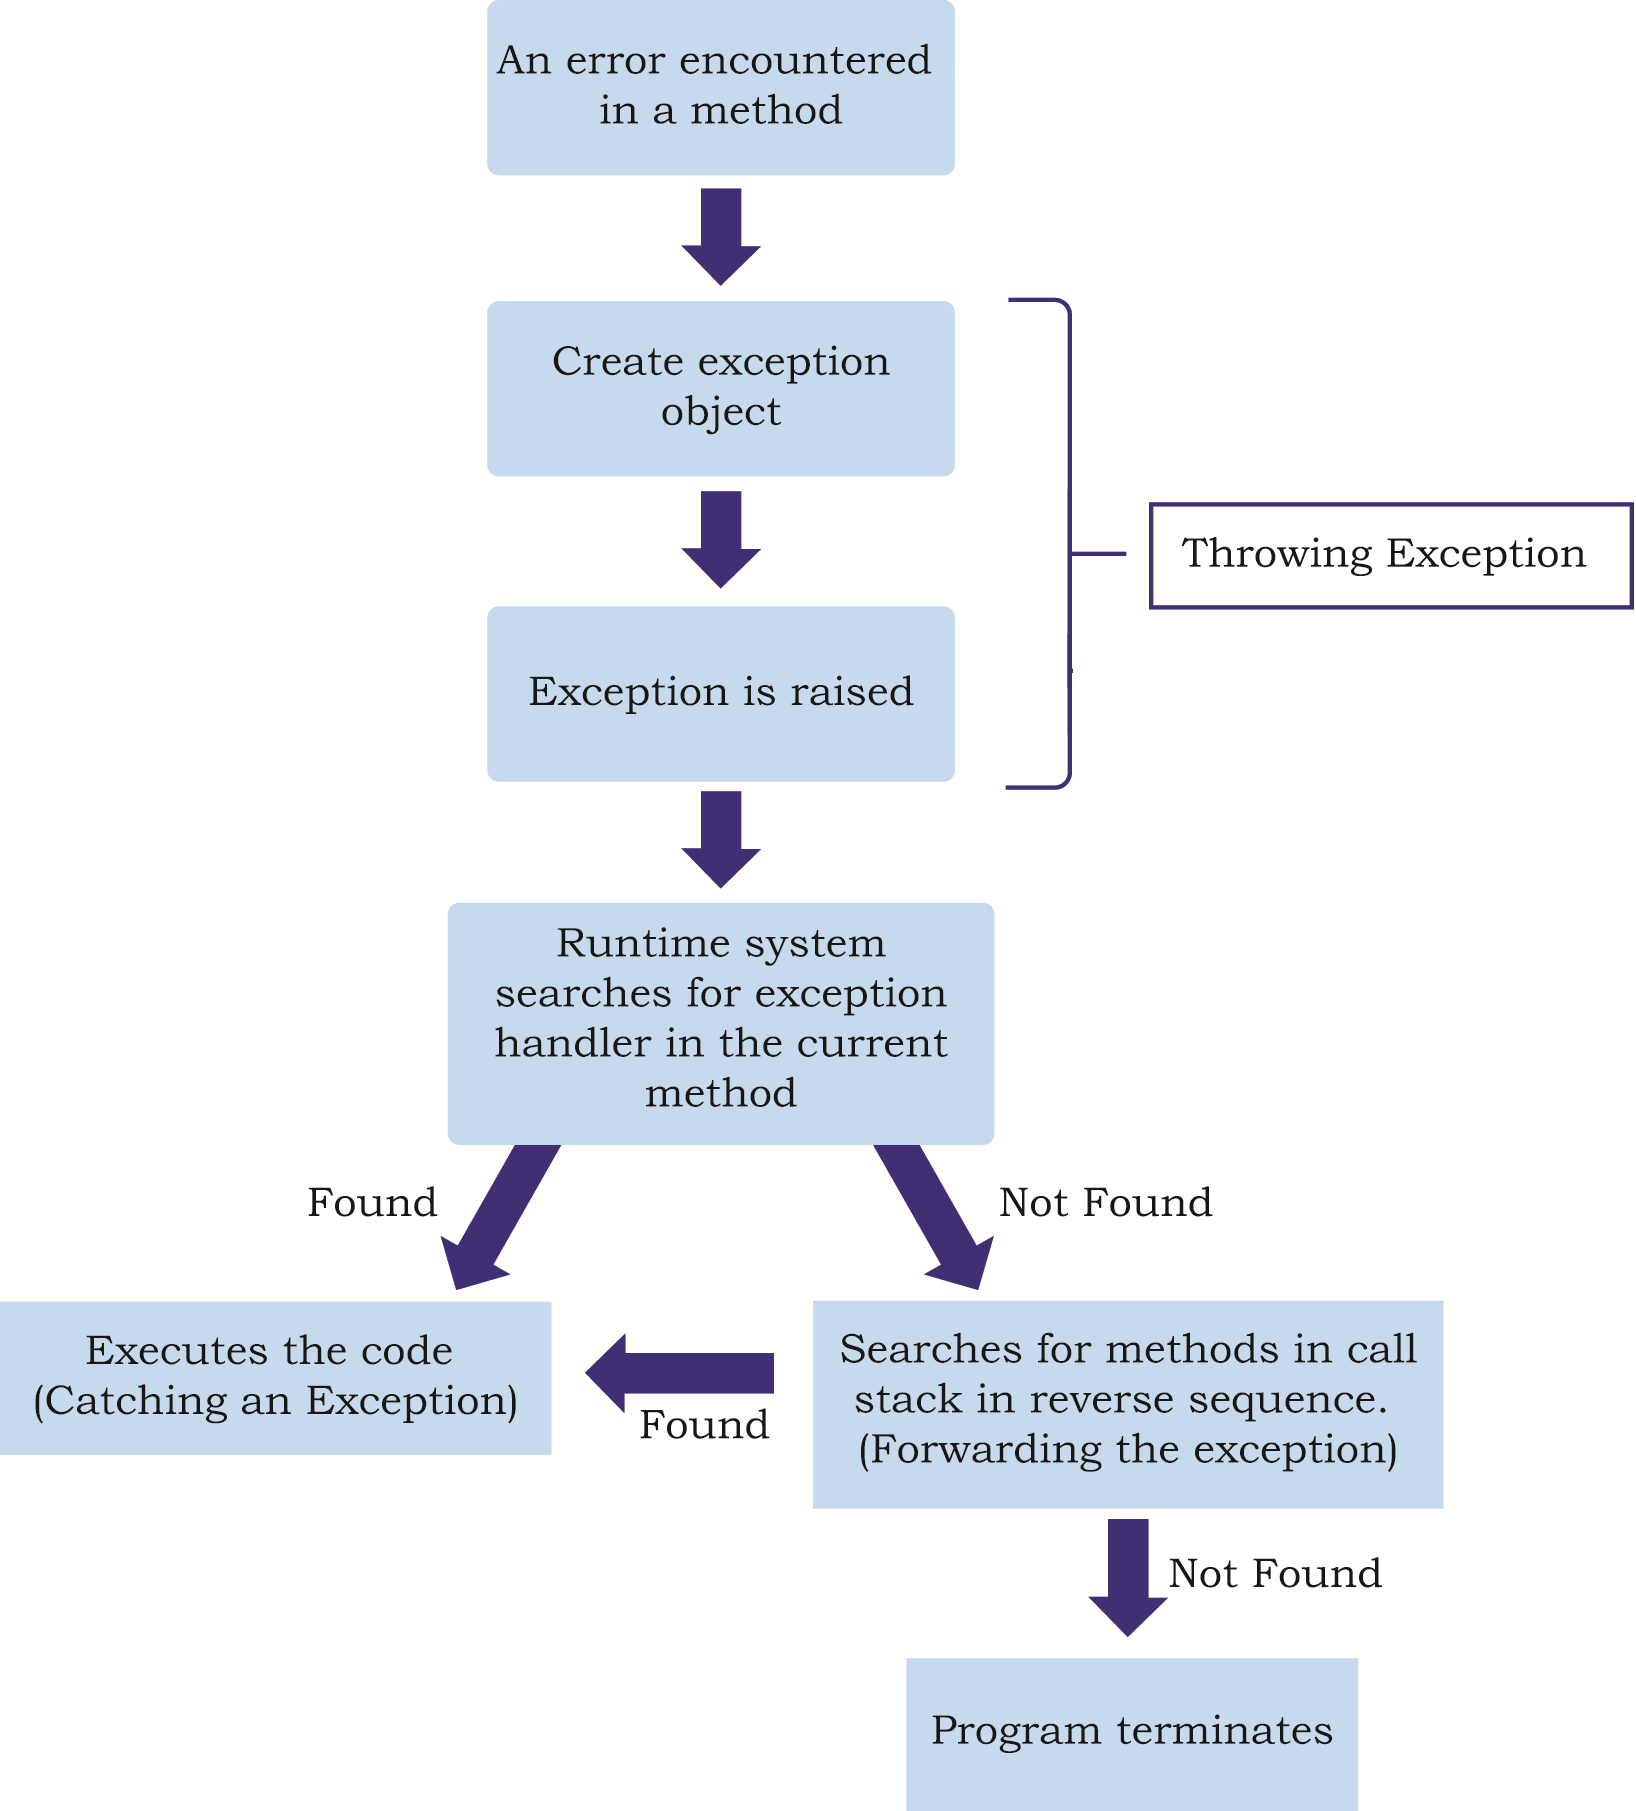 An error encountered
in a method
Create exception
object
Throwing Exception
Exception is raised
Runtime system
searches for exception
handler in the current
method
Found
Not Found
Executes the code
(Catching an Exception)
Found
Searches for methods in call
stack in reverse sequence.
(Forwarding the exception)
Not Found
Program terminates